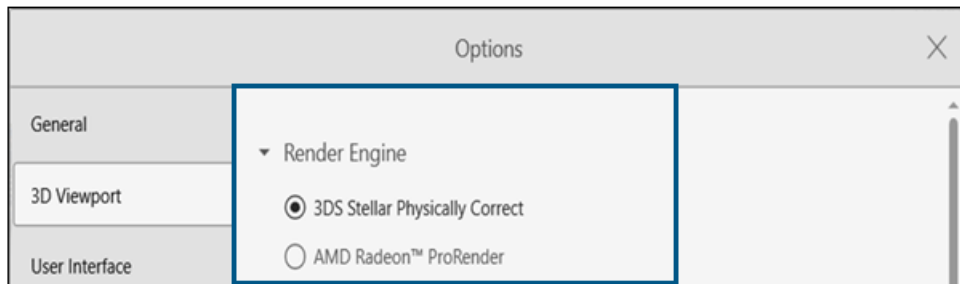 Options
General
3D Viewport
User Interface
Render Engine
3DS Stellar Physically Correct
AMD Radeon™ ProRender